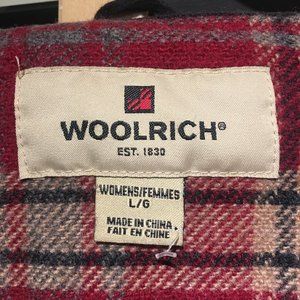 WOOLRICH®
EST. 1830
WOMENS/FEMMES
L/G
MADE IN CHINA
FAIT EN CHINE